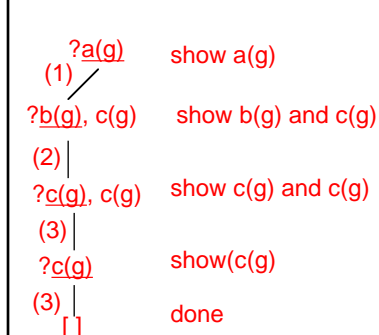 ?a(g) show a(g)
(1)
?b(g), c(g) show b(g) and c(g)
(2)
?c(g), c(g) show c(g) and c(g)
(3)
?c(g) show(c(g)
(3)
[ ] done